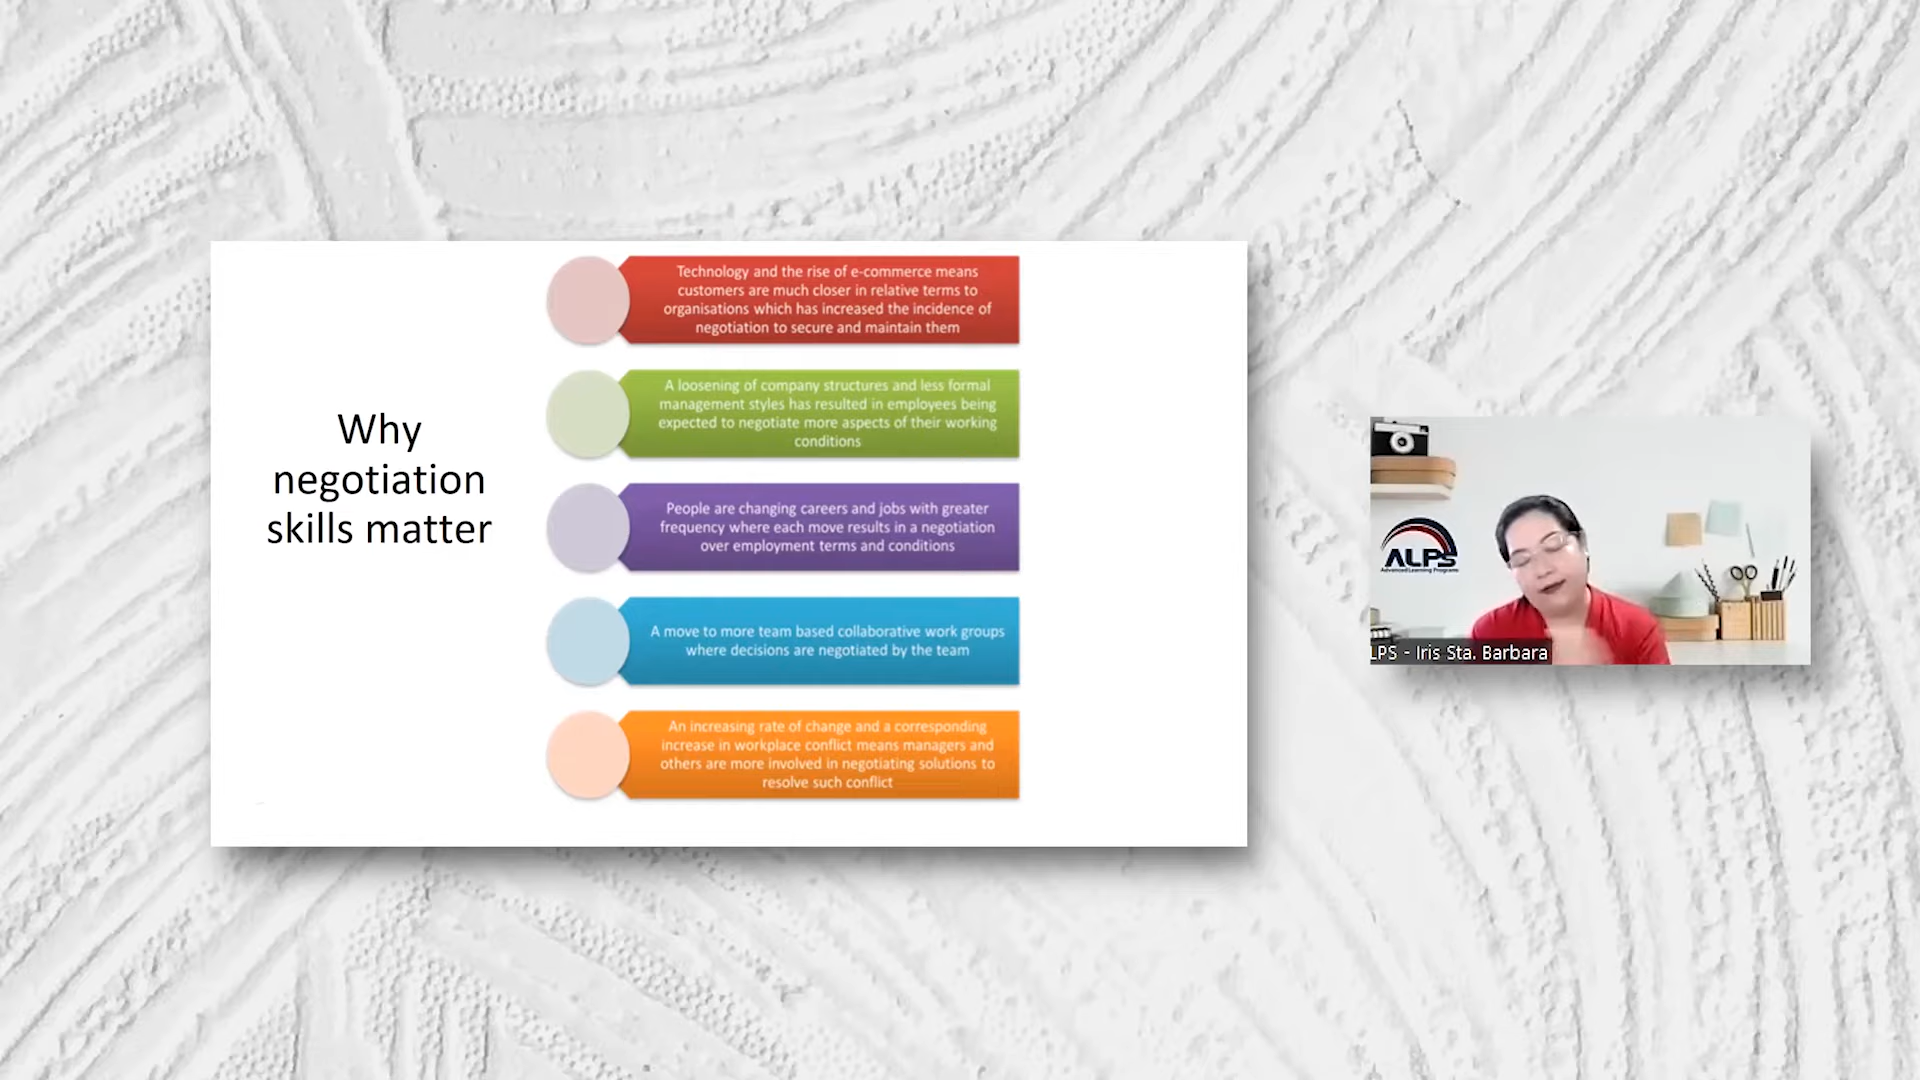 Why
negotiation
skills matter
Technology and the rise of e-commerce means
customers are much closer in relative terms to
organisations which has increased the incidence of
negotiation to secure and maintain them
A loosening of company structures and less formal
management styles has resulted in employees being
expected to negotiate more aspects of their working
conditions
People are changing careers and jobs with greater
frequency where each move results in a negotiation
over employment terms and conditions
A move to more team based collaborative work groups
where decisions are negotiated by the team
An increasing rate of change and a corresponding
increase in workplace conflict means managers and
others are more involved in negotiating solutions to
resolve such conflict
ALPS
Advanced Learning Programs
LPS - Iris Sta. Barbara